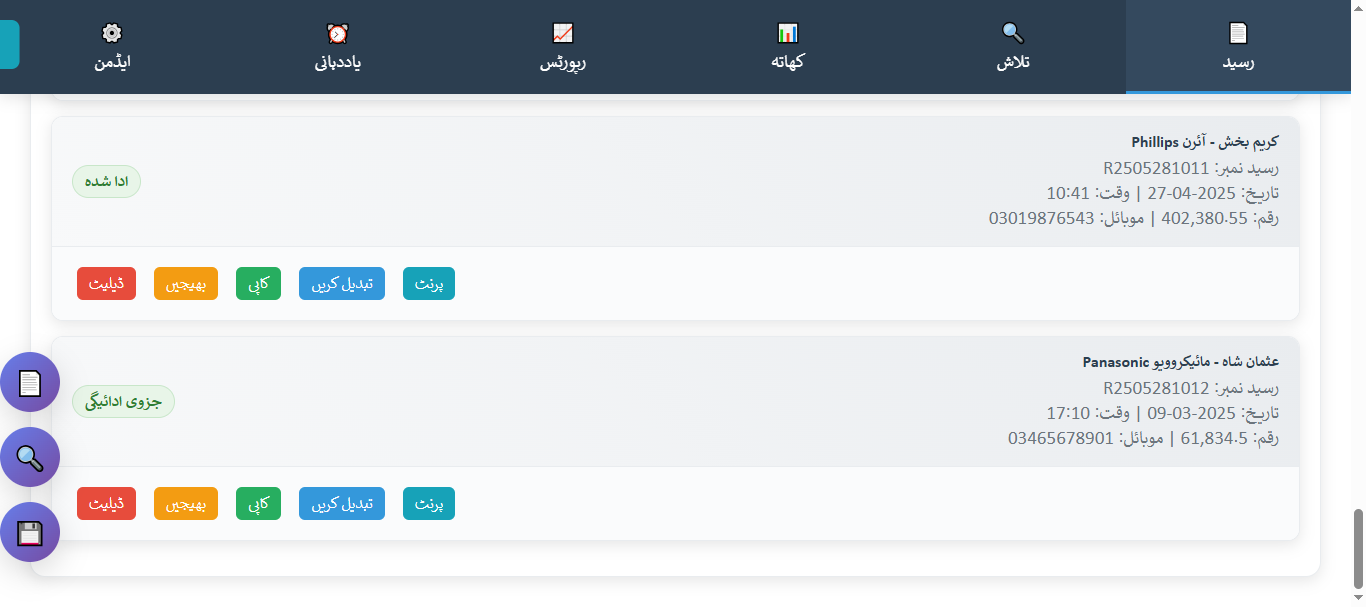 رسید
تلاش
کھاتہ
رپورٹس
یاددہانی
ایڈمن
کریم بخش - آئرن Phillips
رسید نمبر: R2505281011
تاریخ: 2025-04-27 | وقت: 10:41
رقم: 402,380.55 | موبائل: 03019876543
ادا شدہ
پرنٹ
تبدیل کریں
کاپی
بھیجیں
ڈیلیٹ
عثمان شاہ - مائیکروویو Panasonic
رسید نمبر: R2505281012
تاریخ: 2025-03-09 | وقت: 17:10
رقم: 61,834.5 | موبائل: 03465678901
جزوی ادائیگی
پرنٹ
تبدیل کریں
کاپی
بھیجیں
ڈیلیٹ